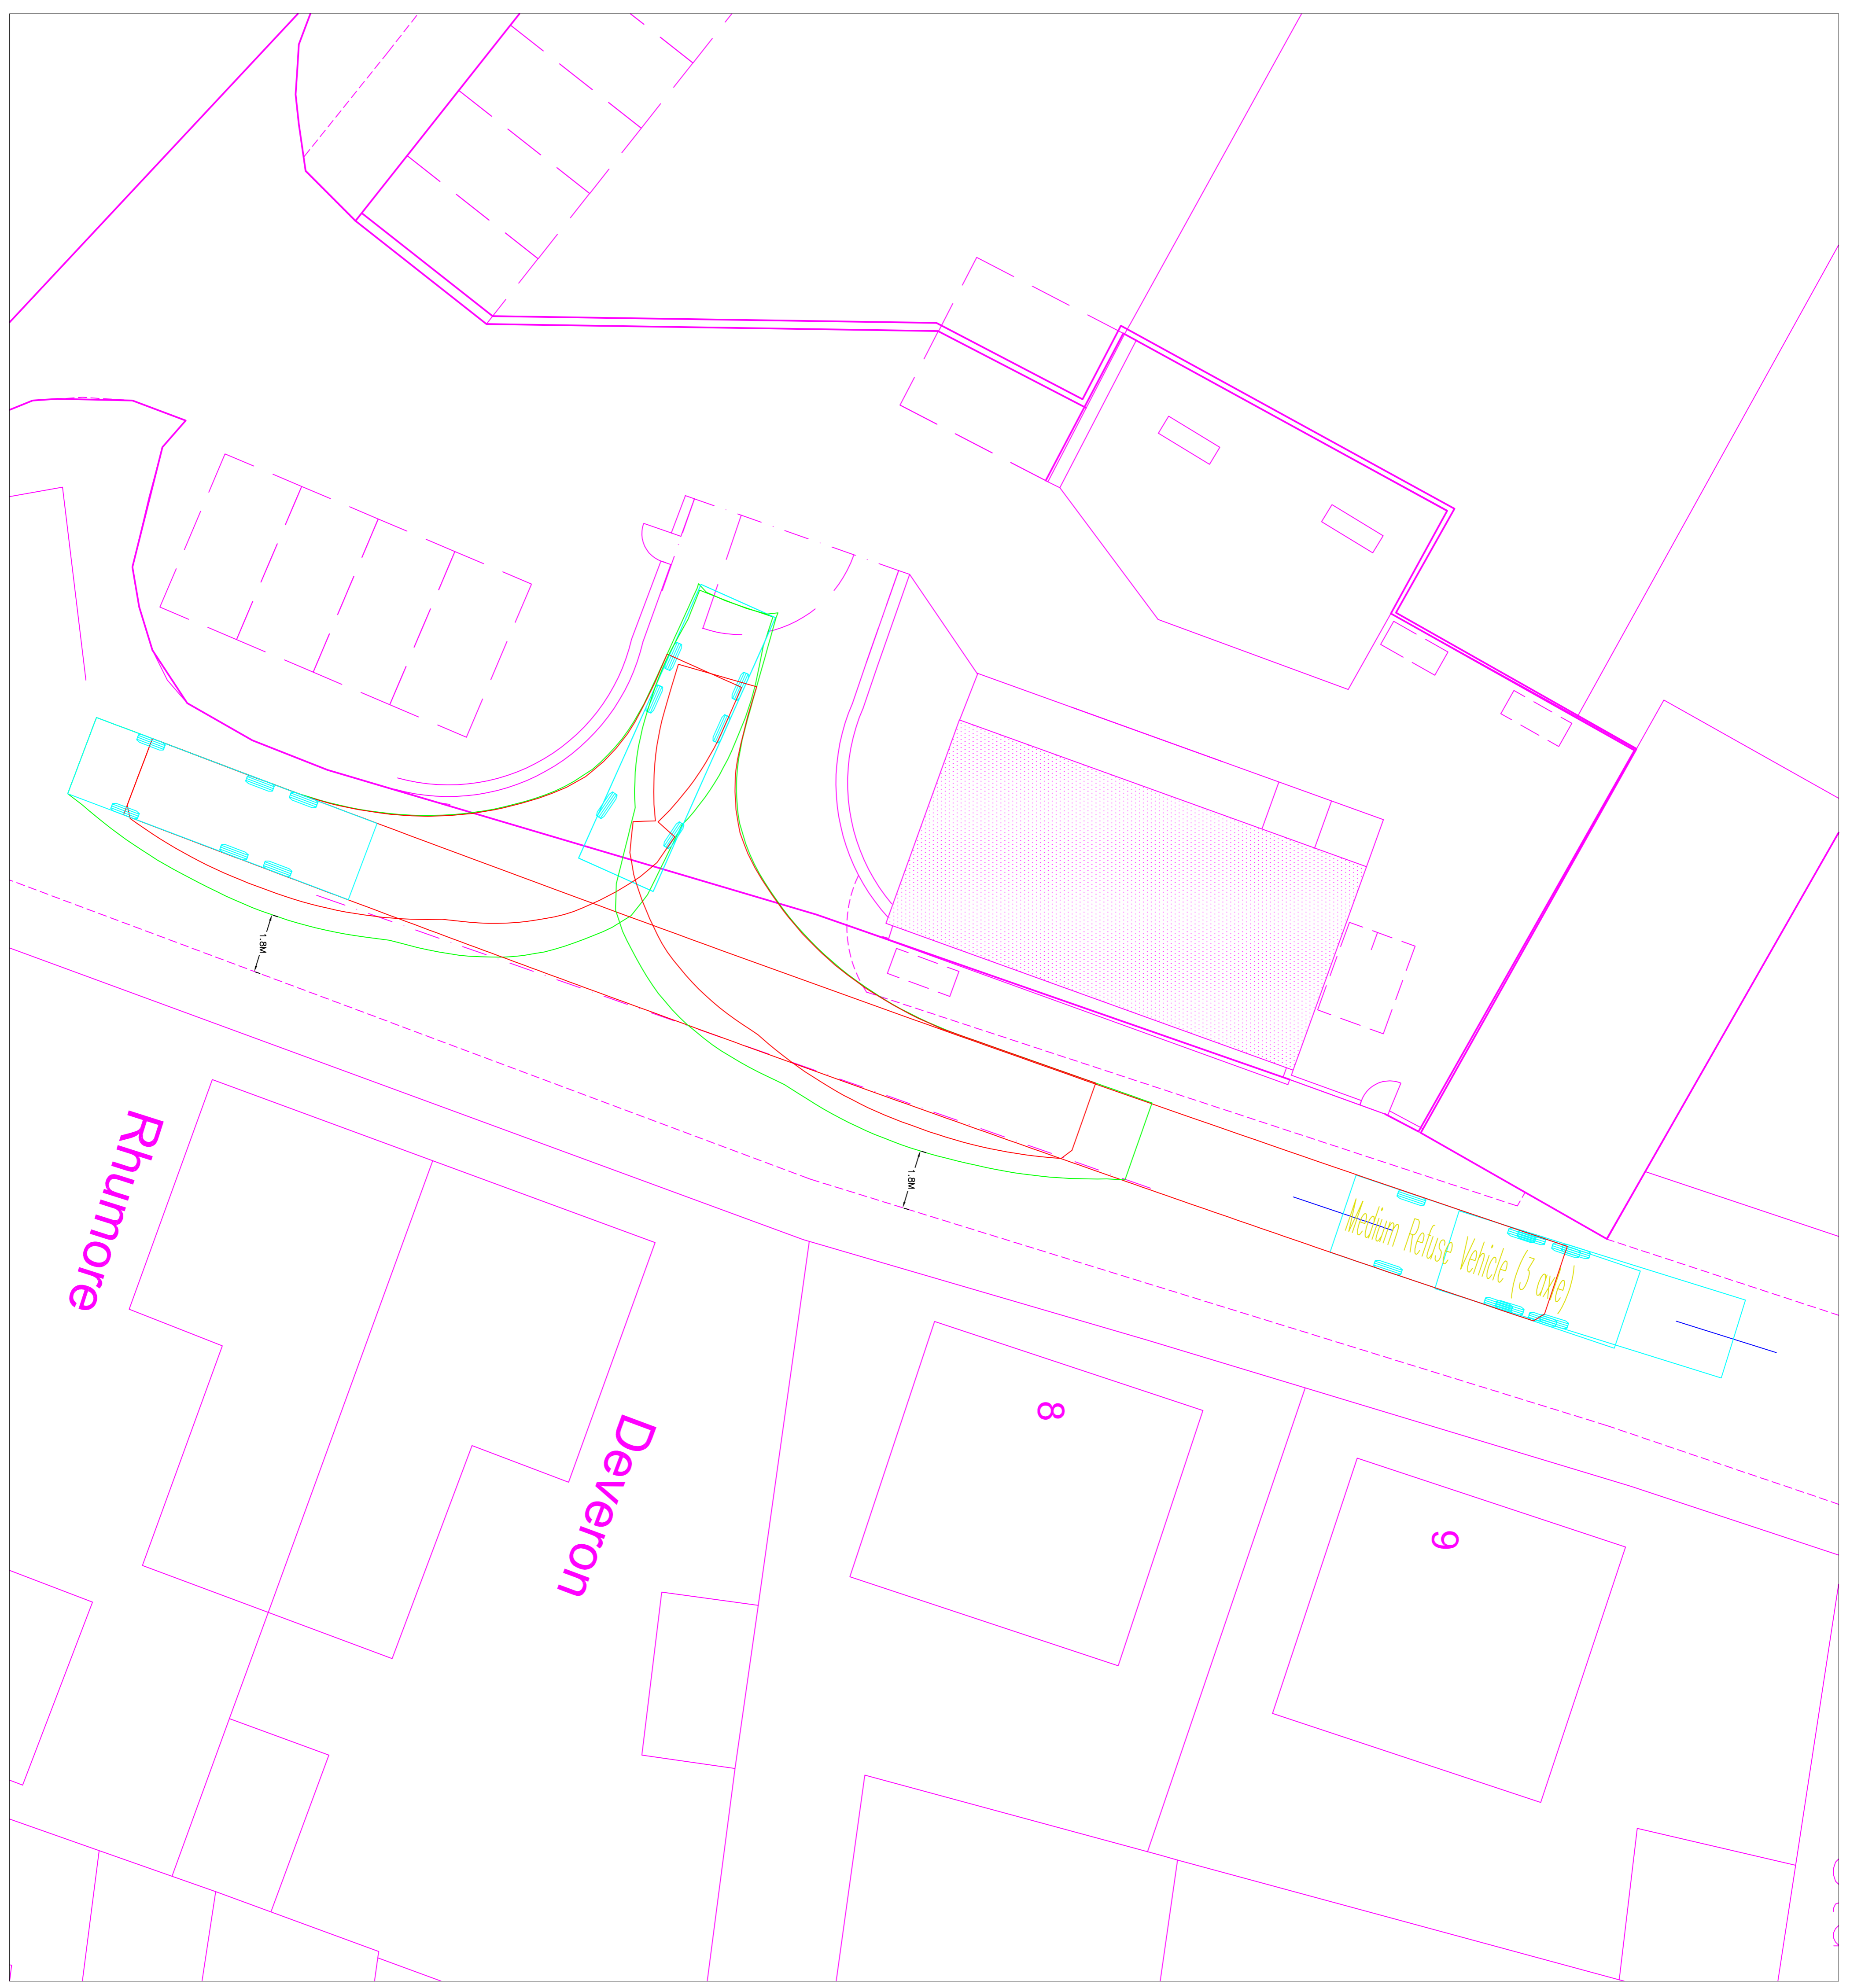 1.8M
1.8M
Medium Refuse Vehicle (3 axle)
Rhumore
Deveron
8
9